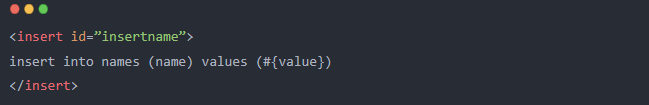 <insert id=”insertname”>
insert into names (name) values (#{value})
</insert>